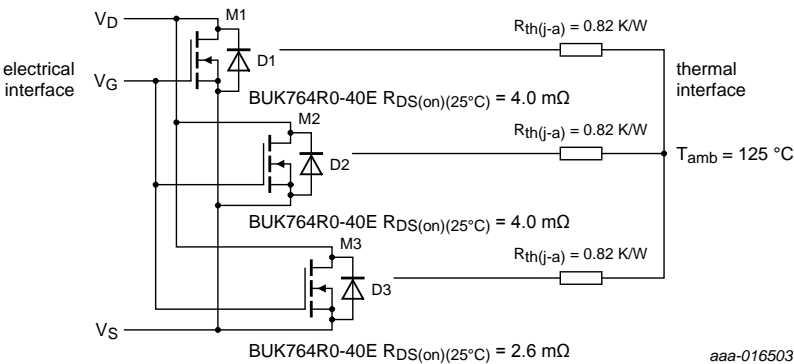 V_D
M1
R_th(j-a) = 0.82 K/W
D1
electrical
interface
V_G
thermal
interface
BUK764R0-40E R_DS(on)(25°C) = 4.0 mΩ
M2
R_th(j-a) = 0.82 K/W
D2
T_amb = 125 °C
BUK764R0-40E R_DS(on)(25°C) = 4.0 mΩ
M3
R_th(j-a) = 0.82 K/W
D3
V_S
BUK764R0-40E R_DS(on)(25°C) = 2.6 mΩ
aaa-016503